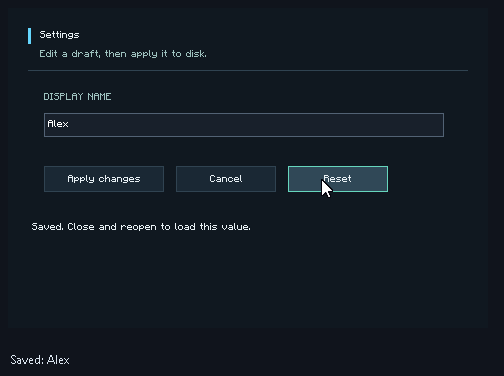 Settings
Edit a draft, then apply it to disk.
DISPLAY NAME
Alex
Apply changes
Cancel
Reset
Saved. Close and reopen to load this value.
Saved: Alex